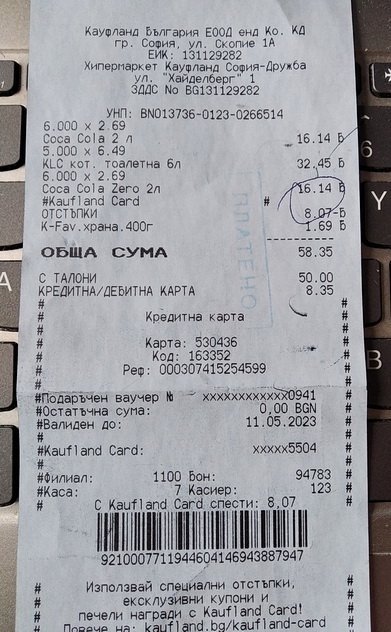 Кауфланд България ЕООД енд Ко. КД
гр. София, ул. Скопие 1А
ЕИК: 131129282
Хипермаркет Кауфланд София-Дружба
ул. "Хайделберг" 1
ЗДДС No BG131129282
УНП: BN013736-0123-0266514
6.000 x 2.69
Coca Cola 2 л 16.14 Б
5.000 x 6.49
KLC кот. тоалетна 6л 32.45 Б
6.000 x 2.69
Coca Cola Zero 2л 16.14 Б
#Kaufland Card #
ОТСТЪПКИ 8.07-Б
K-Fav.храна.400г 1.69 Б
ПЛАТЕНО
ОБЩА СУМА 58.35
С ТАЛОНИ 50.00
КРЕДИТНА/ДЕБИТНА КАРТА 8.35
# #
# Кредитна карта #
# #
# Карта: 530436 #
# Код: 163352 #
# Реф: 000307415254599 #
#Подаръчен ваучер № xxxxxxxxxxxx0941 #
#Остатъчна сума: 0,00 BGN #
#Валиден до: 11.05.2023 #
# #
#Kaufland Card: xxxxx5504 #
# #
#Филиал: 1100 Бон: 94783 #
#Каса: 7 Касиер: 123 #
С Kaufland Card спести: 8,07
9210007711944604146943887947
# #
# Използвай специални отстъпки, #
# ексклузивни купони и #
# печели награди с Kaufland Card! #
# Повече на: kaufland.bg/kaufland-card #